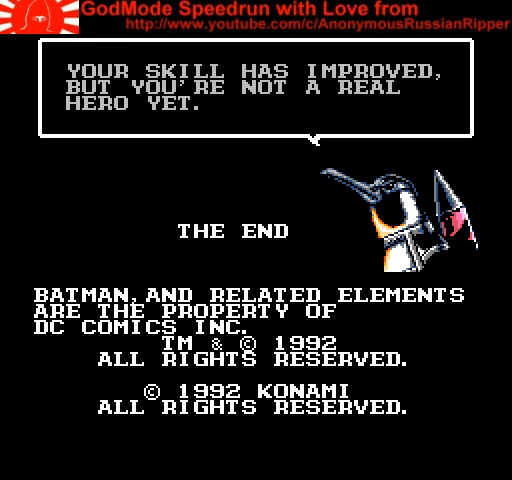 GodMode Speedrun with Love from
http://www.youtube.com/c/AnonymousRussianRipper
YOUR SKILL HAS IMPROVED,
BUT YOU'RE NOT A REAL
HERO YET.
THE END
BATMAN, AND RELATED ELEMENTS
ARE THE PROPERTY OF
DC COMICS INC.
TM & © 1992
ALL RIGHTS RESERVED.
© 1992 KONAMI
ALL RIGHTS RESERVED.